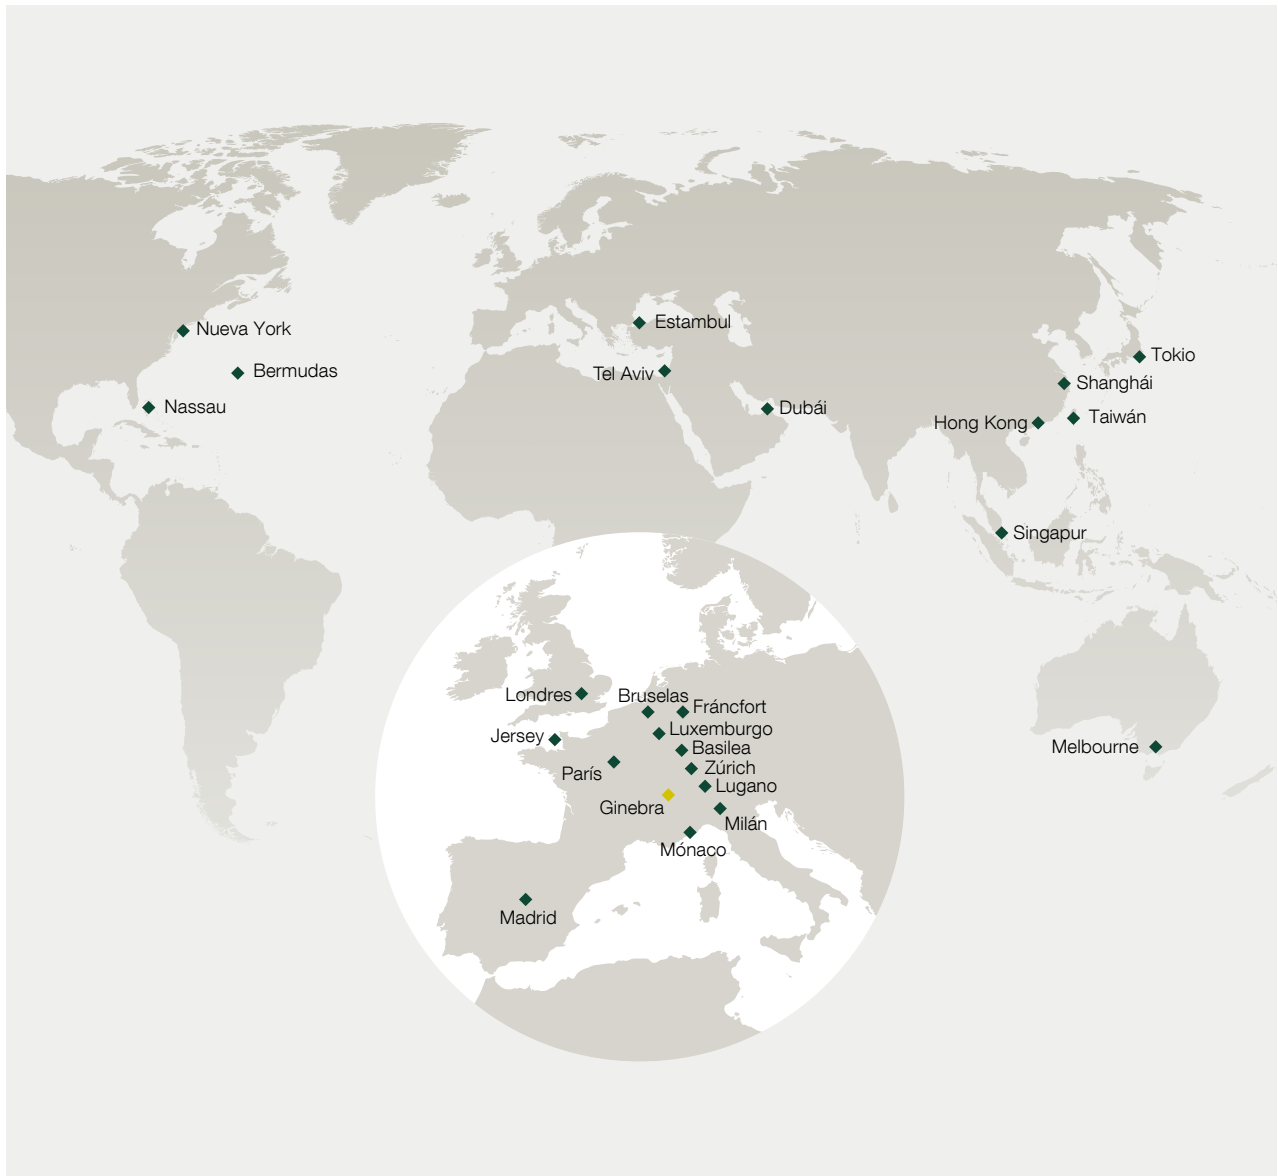 Nueva York
Estambul
Tokio
Bermudas
Tel Aviv
Shanghái
Nassau
Dubái
Hong Kong
Taiwán
Singapur
Londres
Bruselas
Fráncfort
Jersey
Luxemburgo
Basilea
París
Zúrich
Lugano
Ginebra
Milán
Mónaco
Madrid
Melbourne